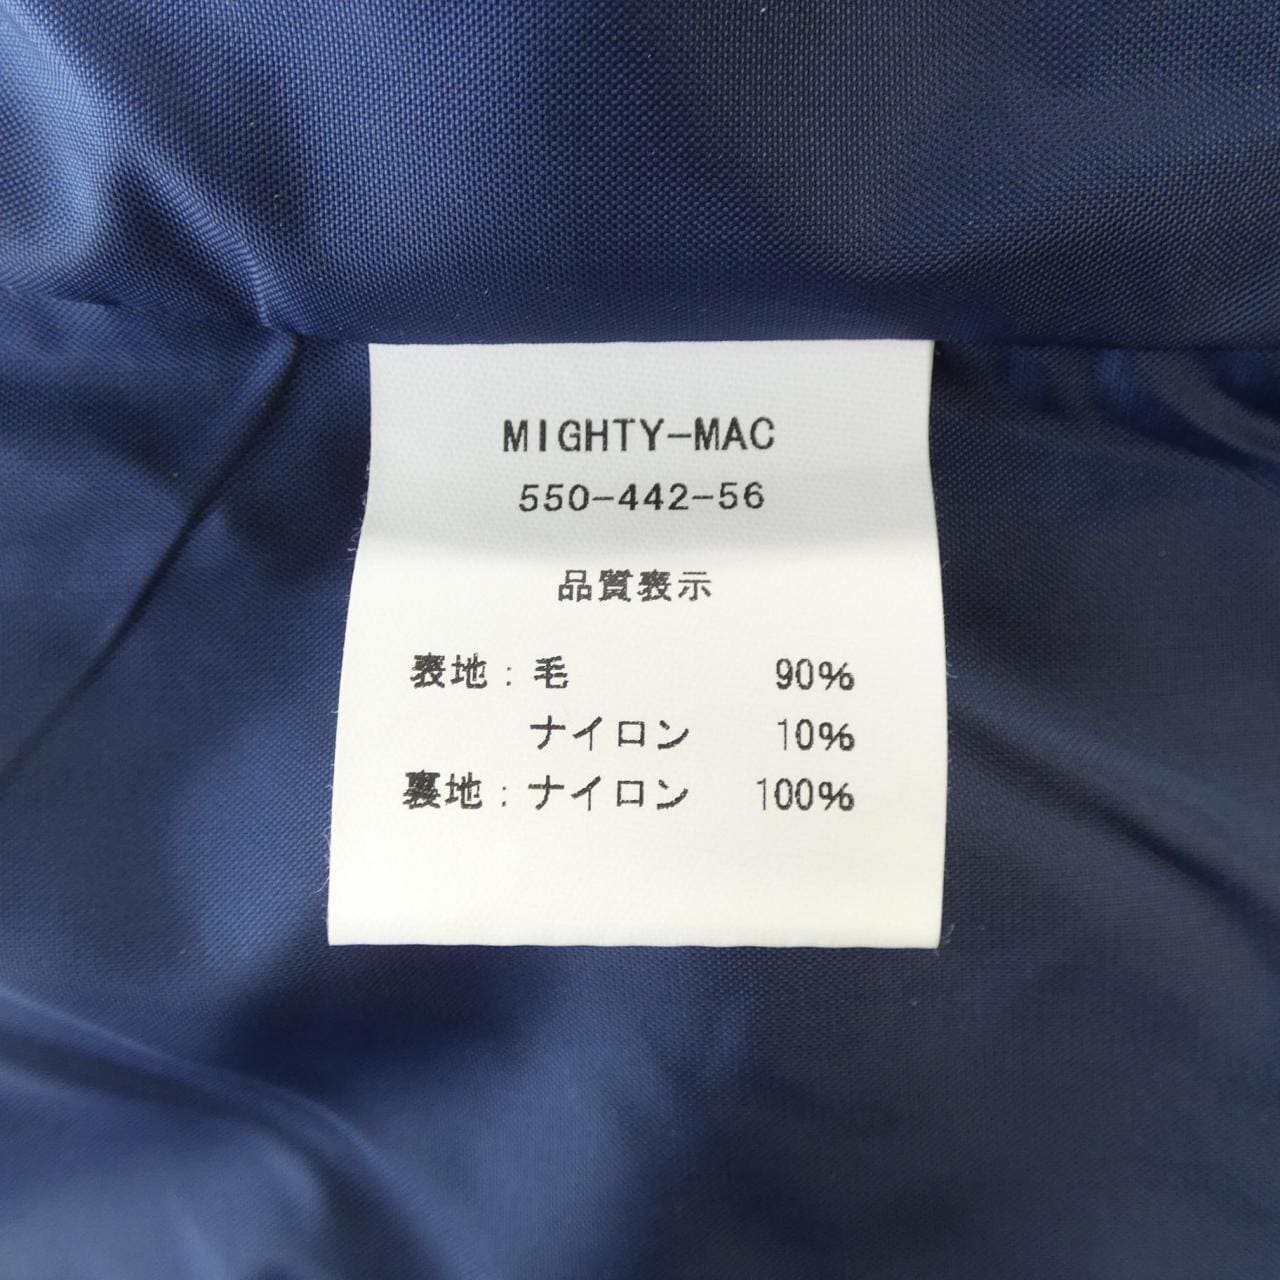 MIGHTY-MAC
550-442-56
品質表示
表地：毛 90%
ナイロン 10%
裏地：ナイロン 100%